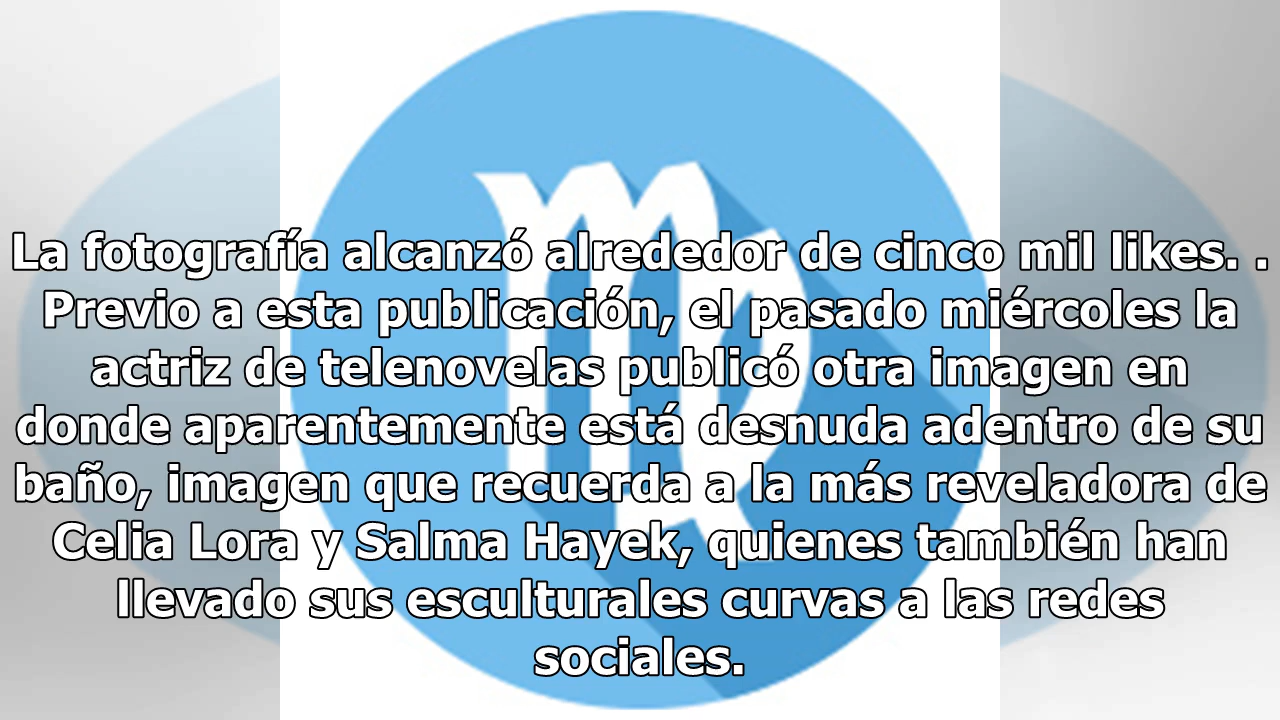 La fotografía alcanzó alrededor de cinco mil likes. .
Previo a esta publicación, el pasado miércoles la
actriz de telenovelas publicó otra imagen en
donde aparentemente está desnuda adentro de su
baño, imagen que recuerda a la más reveladora de
Celia Lora y Salma Hayek, quienes también han
llevado sus esculturales curvas a las redes
sociales.